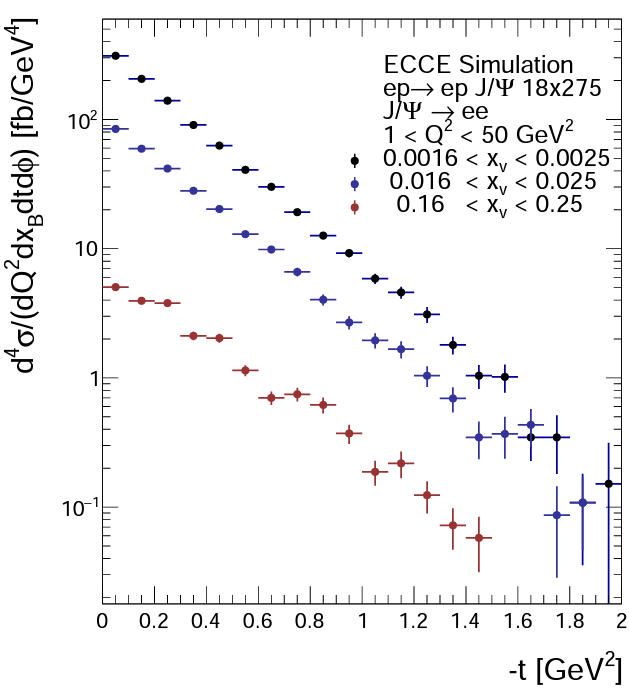 d⁴σ/(dQ²dx_Bdtdϕ) [fb/GeV⁴]
ECCE Simulation
ep→ ep J/Ψ 18x275
J/Ψ → ee
1 < Q² < 50 GeV²
0.0016 < x_v < 0.0025
0.016 < x_v < 0.025
0.16 < x_v < 0.25
10²
10
1
10⁻¹
0 0.2 0.4 0.6 0.8 1 1.2 1.4 1.6 1.8 2
-t [GeV²]